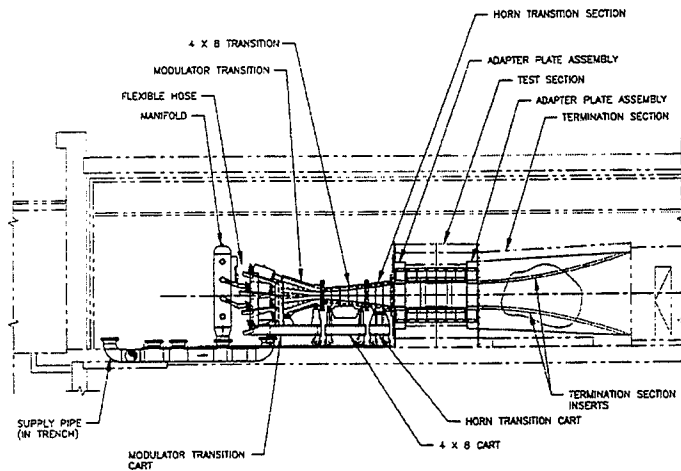 HORN TRANSITION SECTION
4 X 8 TRANSITION
ADAPTER PLATE ASSEMBLY
MODULATOR TRANSITION
TEST SECTION
FLEXIBLE HOSE
ADAPTER PLATE ASSEMBLY
MANIFOLD
TERMINATION SECTION
TERMINATION SECTION
INSERTS
SUPPLY PIPE
(IN TRENCH)
HORN TRANSITION CART
4 X 8 CART
MODULATOR TRANSITION
CART